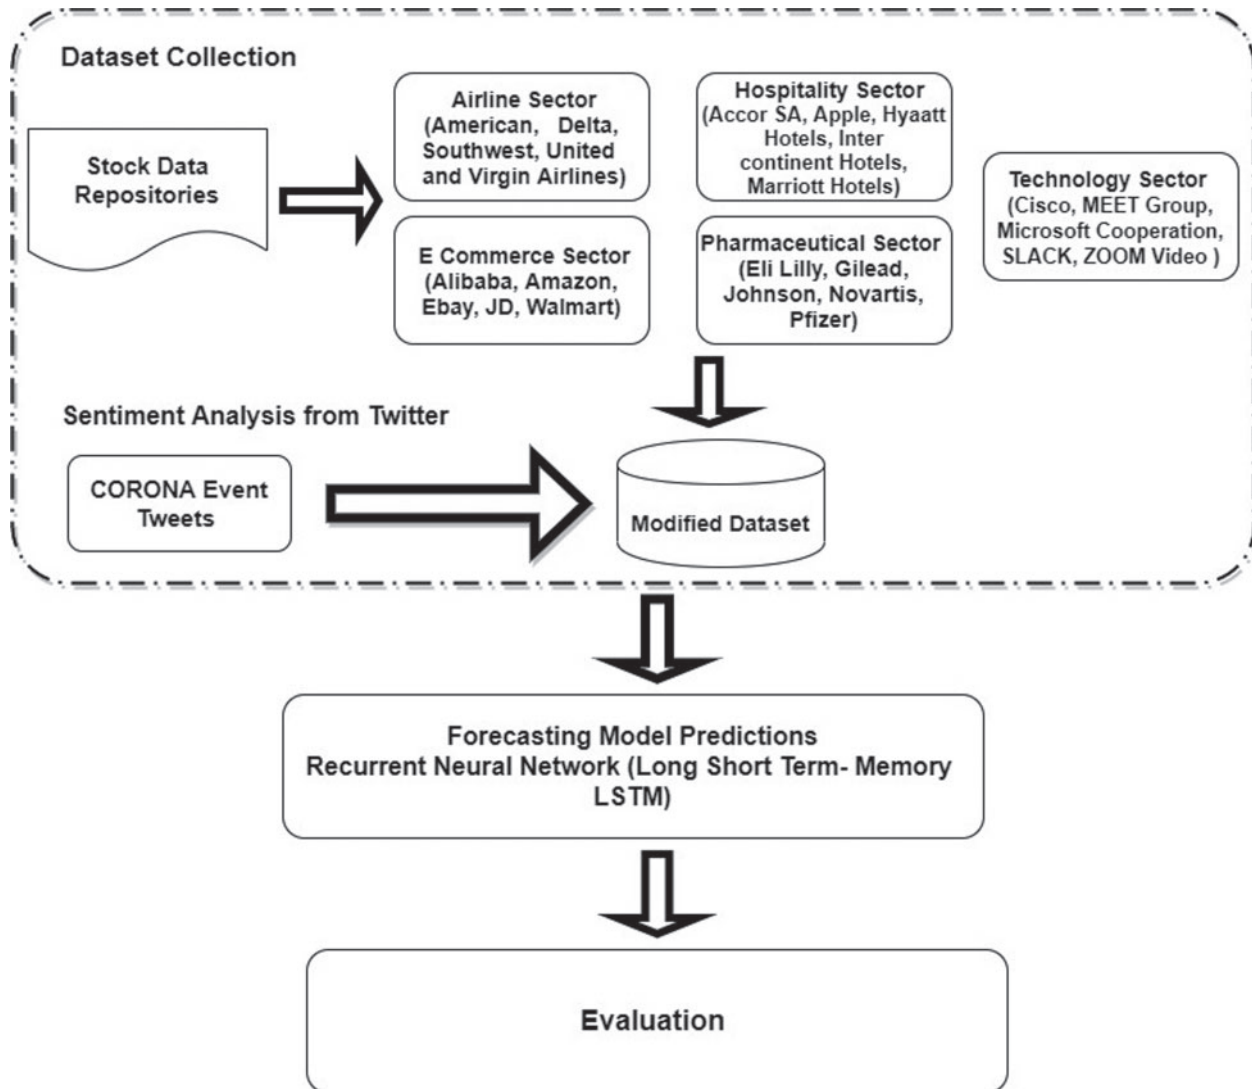 Dataset Collection
Stock Data
Repositories
Airline Sector
(American, Delta,
Southwest, United
and Virgin Airlines)
Hospitality Sector
(Accor SA, Apple, Hyaatt
Hotels, Inter
continent Hotels,
Marriott Hotels)
Technology Sector
(Cisco, MEET Group,
Microsoft Cooperation,
SLACK, ZOOM Video )
E Commerce Sector
(Alibaba, Amazon,
Ebay, JD, Walmart)
Pharmaceutical Sector
(Eli Lilly, Gilead,
Johnson, Novartis,
Pfizer)
Sentiment Analysis from Twitter
CORONA Event
Tweets
Modified Dataset
Forecasting Model Predictions
Recurrent Neural Network (Long Short Term- Memory
LSTM)
Evaluation